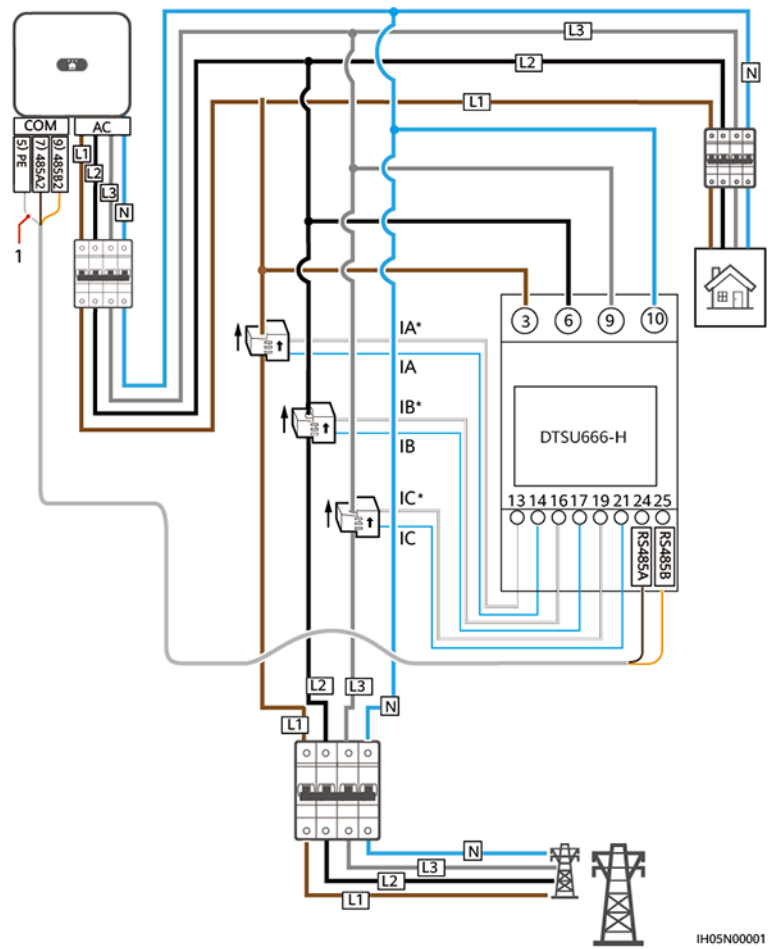 L3
L2
N
L1
COM
AC
5) PE
7) 485A2
9) 485B2
L1
L2
L3
N
1
3
6
9
10
IA*
IA
IB*
IB
IC*
IC
DTSU666-H
13 14 16 17 19 21 24 25
RS485A
RS485B
L2
L3
N
L1
N
L3
L2
L1
IH05N00001